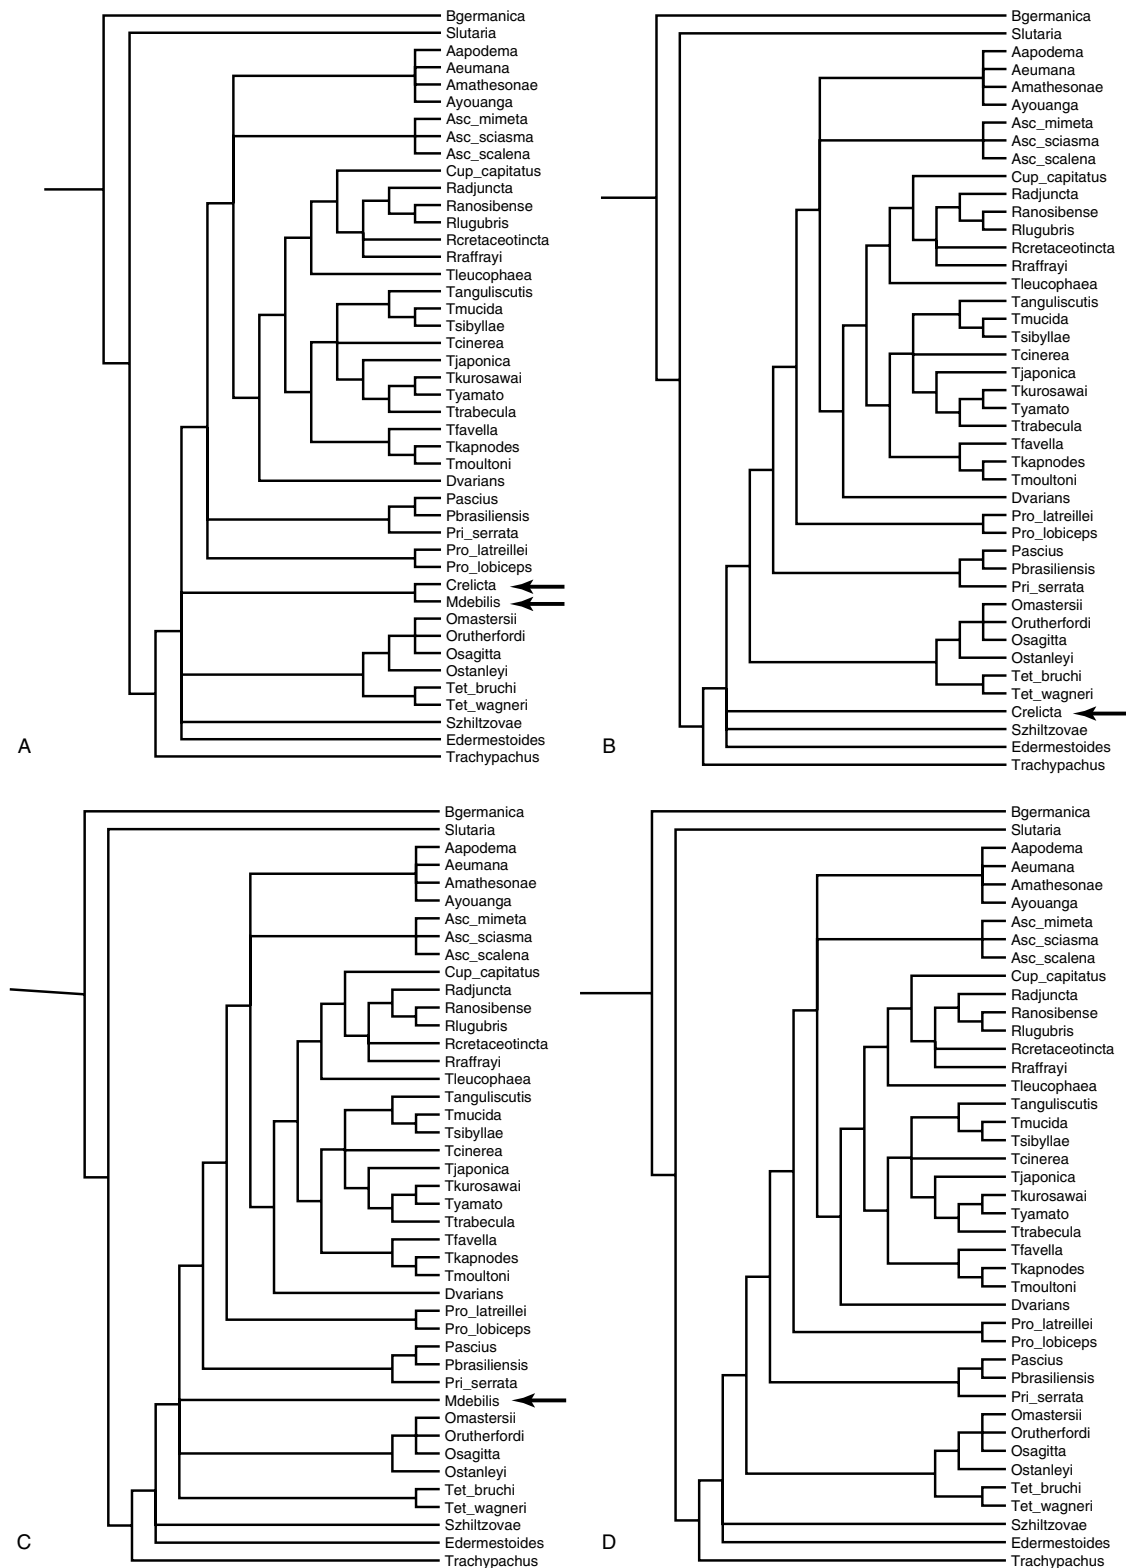 Bgermanica
Slutaria
Aapodema
Aeumana
Amathesonae
Ayouanga
Asc_mimeta
Asc_sciasma
Asc_scalena
Cup_capitatus
Radjuncta
Ranosibense
Rlugubris
Rcretaceotincta
Rraffrayi
Tleucophaea
Tanguliscutis
Tmucida
Tsibyllae
Tcinerea
Tjaponica
Tkurosawai
Tyamato
Ttrabecula
Tfavella
Tkapnodes
Tmoultoni
Dvarians
Pascius
Pbrasiliensis
Pri_serrata
Pro_latreillei
Pro_lobiceps
Crelicta
Mdebilis
Omastersii
Orutherfordi
Osagitta
Ostanleyi
Tet_bruchi
Tet_wagneri
Szhiltzovae
Edermestoides
Trachypachus
A
Bgermanica
Slutaria
Aapodema
Aeumana
Amathesonae
Ayouanga
Asc_mimeta
Asc_sciasma
Asc_scalena
Cup_capitatus
Radjuncta
Ranosibense
Rlugubris
Rcretaceotincta
Rraffrayi
Tleucophaea
Tanguliscutis
Tmucida
Tsibyllae
Tcinerea
Tjaponica
Tkurosawai
Tyamato
Ttrabecula
Tfavella
Tkapnodes
Tmoultoni
Dvarians
Pro_latreillei
Pro_lobiceps
Pascius
Pbrasiliensis
Pri_serrata
Omastersii
Orutherfordi
Osagitta
Ostanleyi
Tet_bruchi
Tet_wagneri
Crelicta
Szhiltzovae
Edermestoides
Trachypachus
B
Bgermanica
Slutaria
Aapodema
Aeumana
Amathesonae
Ayouanga
Asc_mimeta
Asc_sciasma
Asc_scalena
Cup_capitatus
Radjuncta
Ranosibense
Rlugubris
Rcretaceotincta
Rraffrayi
Tleucophaea
Tanguliscutis
Tmucida
Tsibyllae
Tcinerea
Tjaponica
Tkurosawai
Tyamato
Ttrabecula
Tfavella
Tkapnodes
Tmoultoni
Dvarians
Pro_latreillei
Pro_lobiceps
Pascius
Pbrasiliensis
Pri_serrata
Mdebilis
Omastersii
Orutherfordi
Osagitta
Ostanleyi
Tet_bruchi
Tet_wagneri
Szhiltzovae
Edermestoides
Trachypachus
C
Bgermanica
Slutaria
Aapodema
Aeumana
Amathesonae
Ayouanga
Asc_mimeta
Asc_sciasma
Asc_scalena
Cup_capitatus
Radjuncta
Ranosibense
Rlugubris
Rcretaceotincta
Rraffrayi
Tleucophaea
Tanguliscutis
Tmucida
Tsibyllae
Tcinerea
Tjaponica
Tkurosawai
Tyamato
Ttrabecula
Tfavella
Tkapnodes
Tmoultoni
Dvarians
Pro_latreillei
Pro_lobiceps
Pascius
Pbrasiliensis
Pri_serrata
Omastersii
Orutherfordi
Osagitta
Ostanleyi
Tet_bruchi
Tet_wagneri
Szhiltzovae
Edermestoides
Trachypachus
D